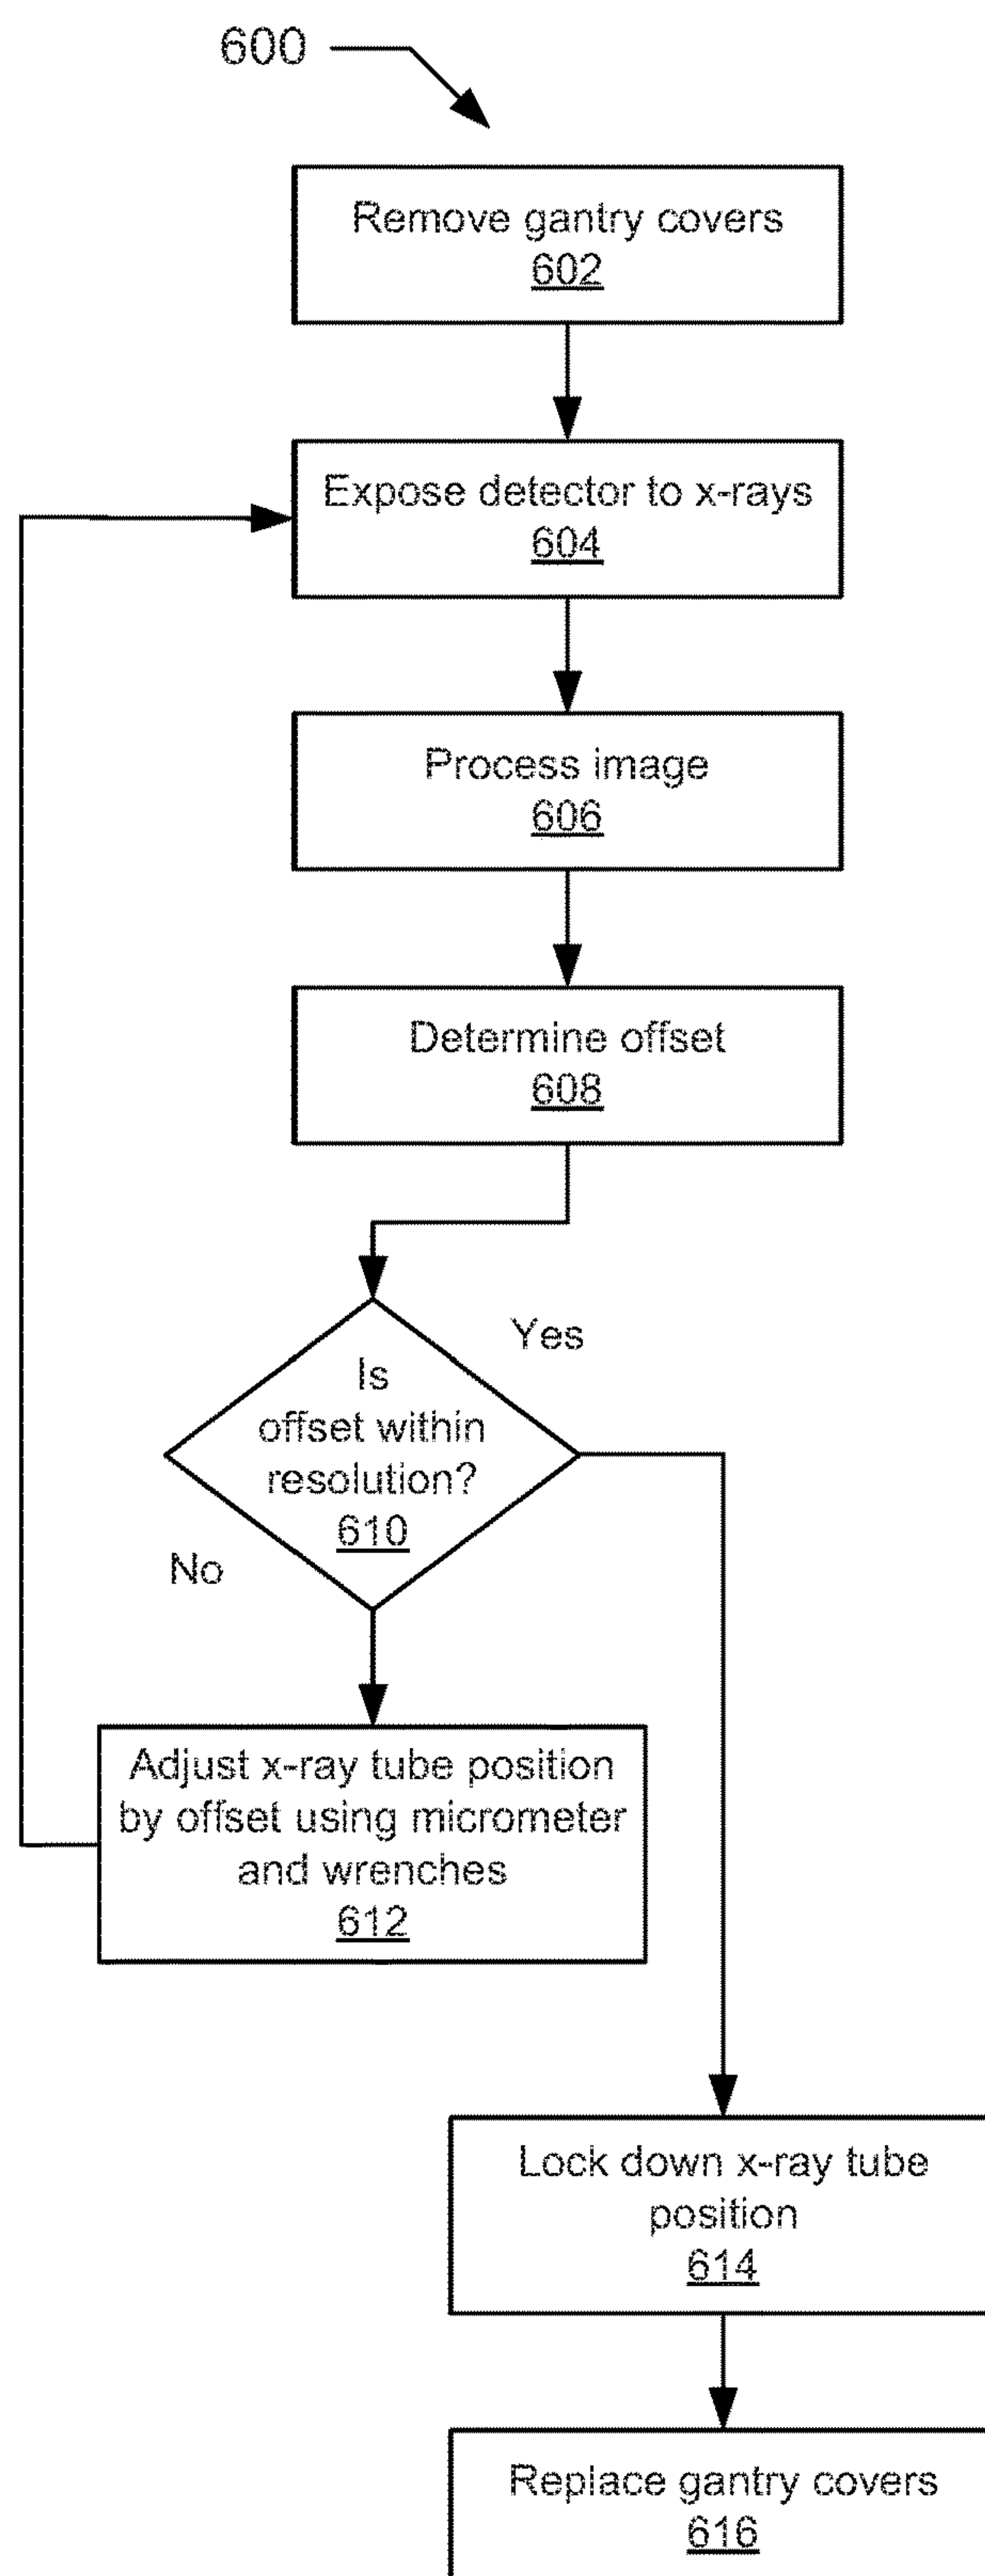 600
Remove gantry covers
602
Expose detector to x-rays
604
Process image
606
Determine offset
608
Yes
Is
offset within
resolution?
610
No
Adjust x-ray tube position
by offset using micrometer
and wrenches
612
Lock down x-ray tube
position
614
Replace gantry covers
616